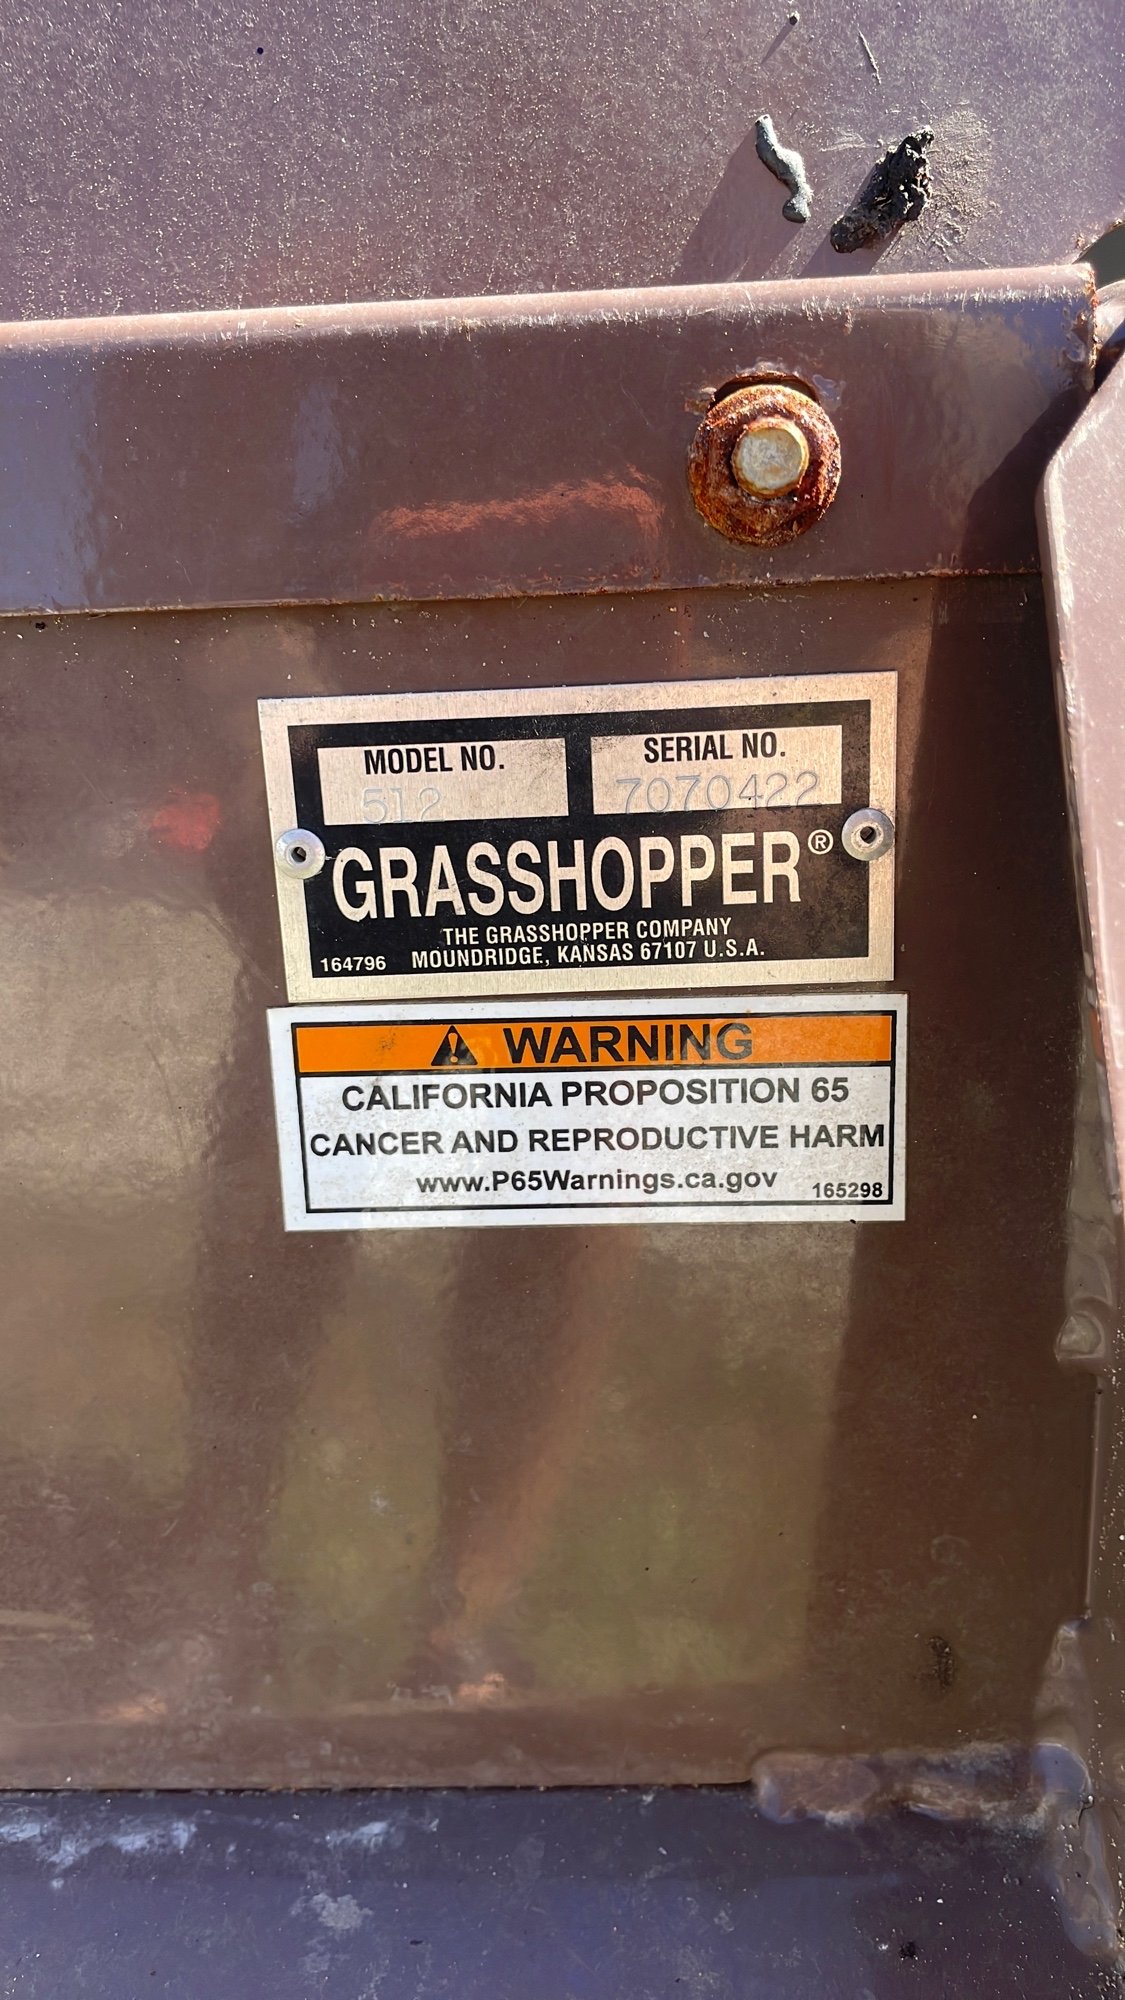 MODEL NO. SERIAL NO.
512 7070422
GRASSHOPPER®
THE GRASSHOPPER COMPANY
164796 MOUNDRIDGE, KANSAS 67107 U.S.A.
WARNING
CALIFORNIA PROPOSITION 65
CANCER AND REPRODUCTIVE HARM
www.P65Warnings.ca.gov 165298